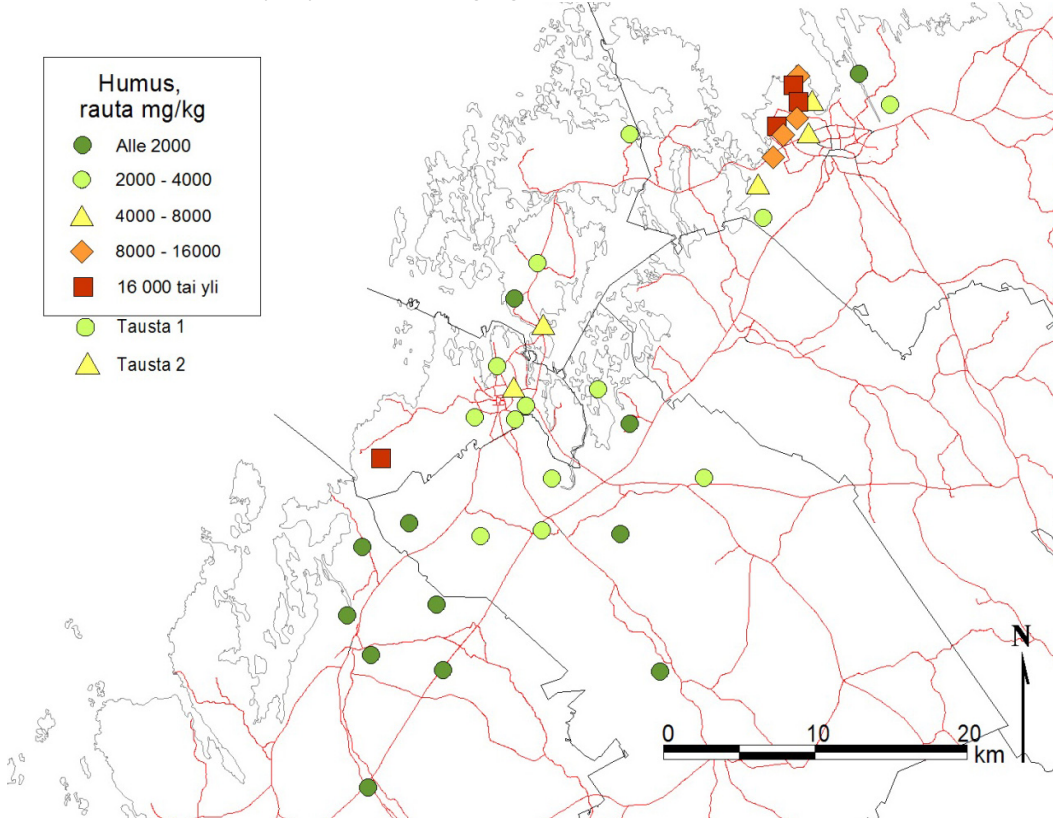 Humus,
rauta mg/kg
Alle 2000
2000 - 4000
4000 - 8000
8000 - 16000
16 000 tai yli
Tausta 1
Tausta 2
N
0 10 20
km